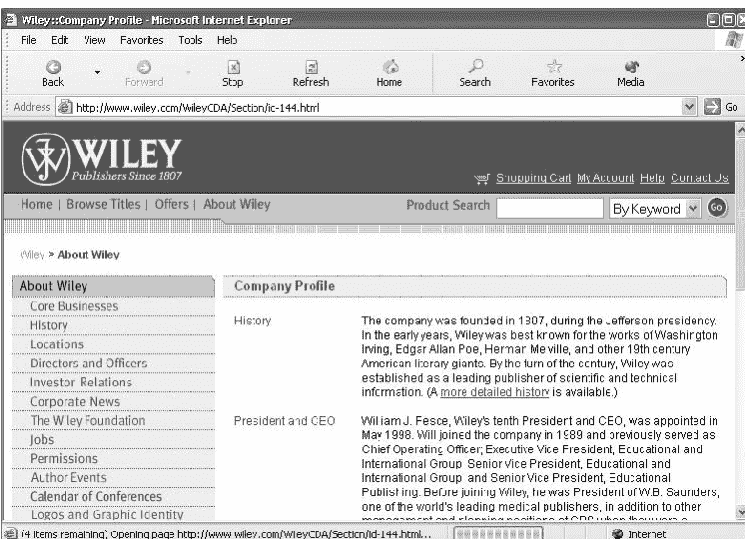 Wiley::Company Profile - Microsoft Internet Explorer
File Edit View Favorites Tools Help
Back Forward Stop Refresh Home Search Favorites Media
Address http://www.wiley.com/WileyCDA/Section/id-144.html Go
WILEY
Publishers Since 1807
Shopping Cart My Account Help Contact Us
Home | Browse Titles | Offers | About Wiley Product Search By Keyword Go
Wiley > About Wiley
About Wiley
Core Businesses
History
Locations
Directors and Officers
Investor Relations
Corporate News
The Wiley Foundation
Jobs
Permissions
Author Events
Calendar of Conferences
Logos and Graphic Identity
Company Profile
History
The company was founded in 1807, during the Jefferson presidency.
In the early years, Wiley was best known for the works of Washington
Irving, Edgar Allan Poe, Herman Melville, and other 19th century
American literary giants. By the turn of the century, Wiley was
established as a leading publisher of scientific and technical
information. (A more detailed history is available.)
President and CEO
William J. Pesce, Wiley's tenth President and CEO, was appointed in
May 1998. Will joined the company in 1989 and previously served as
Chief Operating Officer; Executive Vice President, Educational and
International Group; Senior Vice President, Educational and
International Group; and Senior Vice President, Educational
Publishing. Before joining Wiley, he was President of W.B. Saunders,
one of the world's leading medical publishers, in addition to other
management and planning positions at CBS when they were a
items remaining) Opening page http://www.wiley.com/WileyCDA/Section/id-144.html... Internet